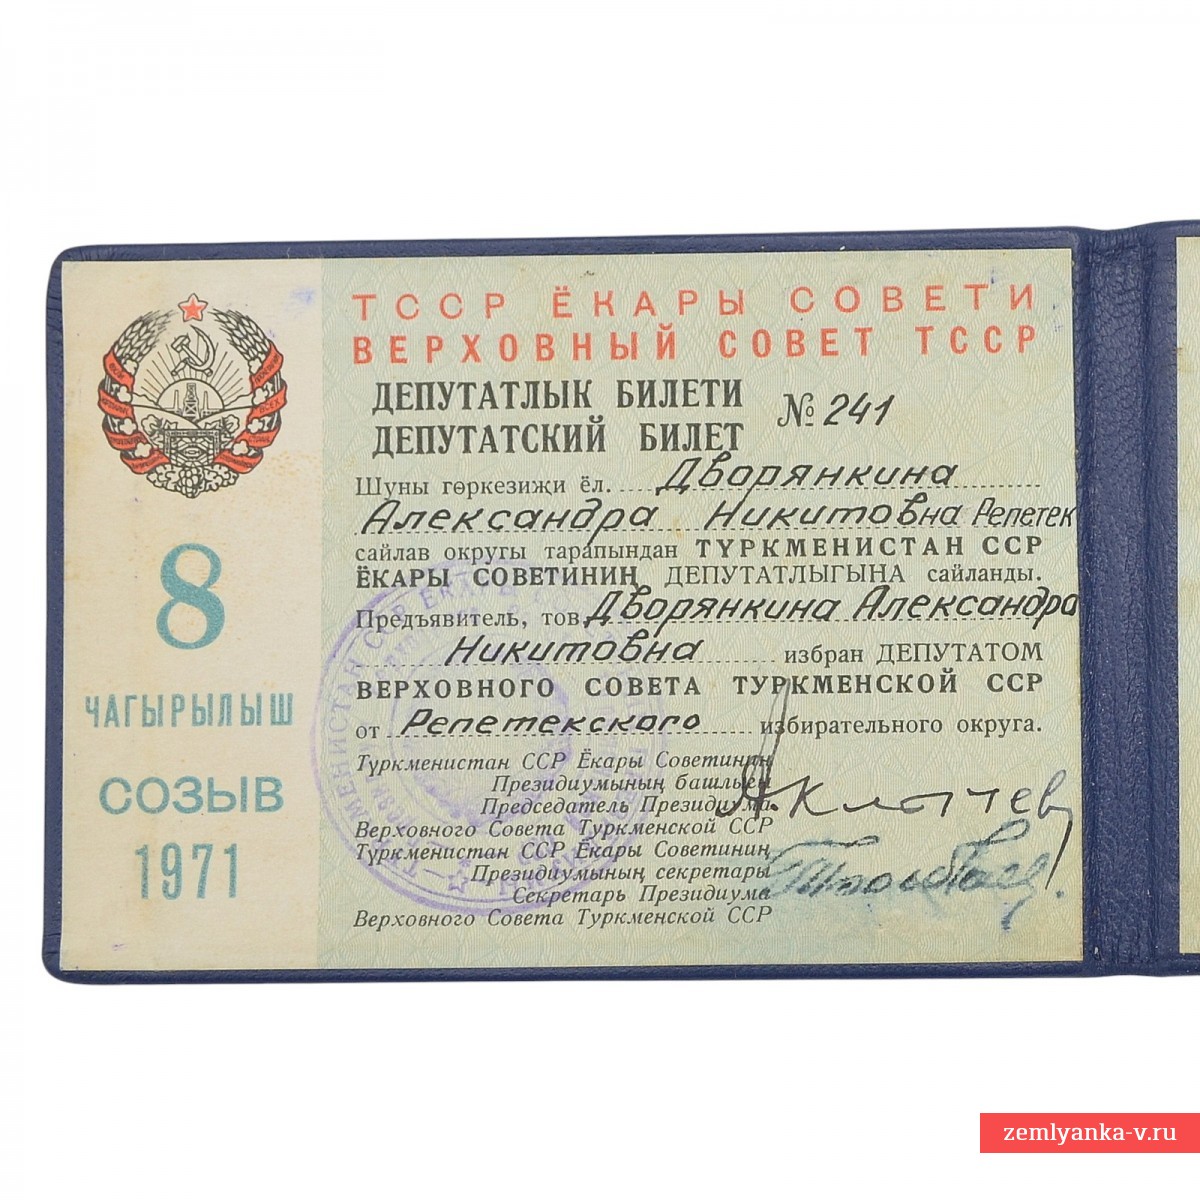 ТССР ЁКАРЫ СОВЕТИ
ВЕРХОВНЫЙ СОВЕТ ТССР
ДЕПУТАТЛЫК БИЛЕТИ
ДЕПУТАТСКИЙ БИЛЕТ
№ 241
Шуны гөркезиҗи ёл. Дворянкина
Александра Никитовна Репетек
сайлав округы тарапындан ТҮРКМЕНИСТАН ССР
ЁКАРЫ СОВЕТИНИҢ ДЕПУТАТЛЫГЫНА сайланды.
Предъявитель, тов. Дворянкина Александра
Никитовна избран ДЕПУТАТОМ
ВЕРХОВНОГО СОВЕТА ТУРКМЕНСКОЙ ССР
от Репетекского избирательного округа.
Түркменистан ССР Ёкары Советиниң
Президиумының башлыгы
Председатель Президиума
Верховного Совета Туркменской ССР
Түркменистан ССР Ёкары Советиниң
Президиумының секретары
Секретарь Президиума
Верховного Совета Туркменской ССР
8
ЧАГЫРЫЛЫШ
СОЗЫВ
1971
zemlyanka-v.ru